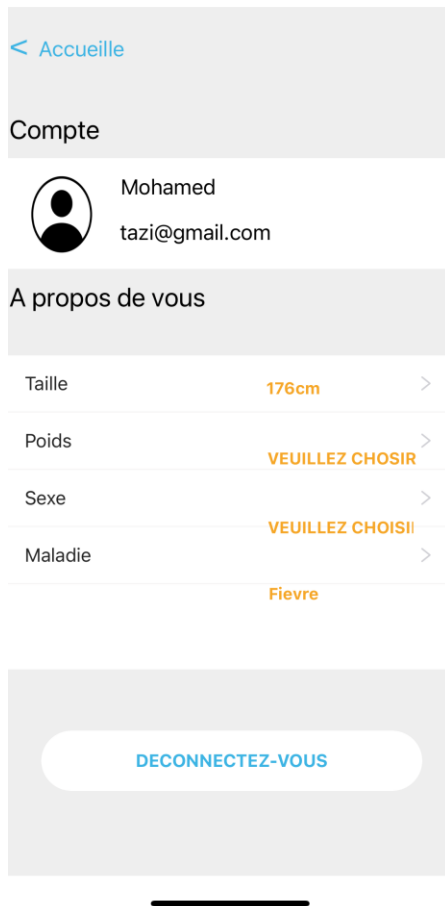 < Accueille
Compte
Mohamed
tazi@gmail.com
A propos de vous
Taille 176cm >
Poids VEUILLEZ CHOSIR >
Sexe VEUILLEZ CHOISII >
Maladie Fievre >
DECONNECTEZ-VOUS